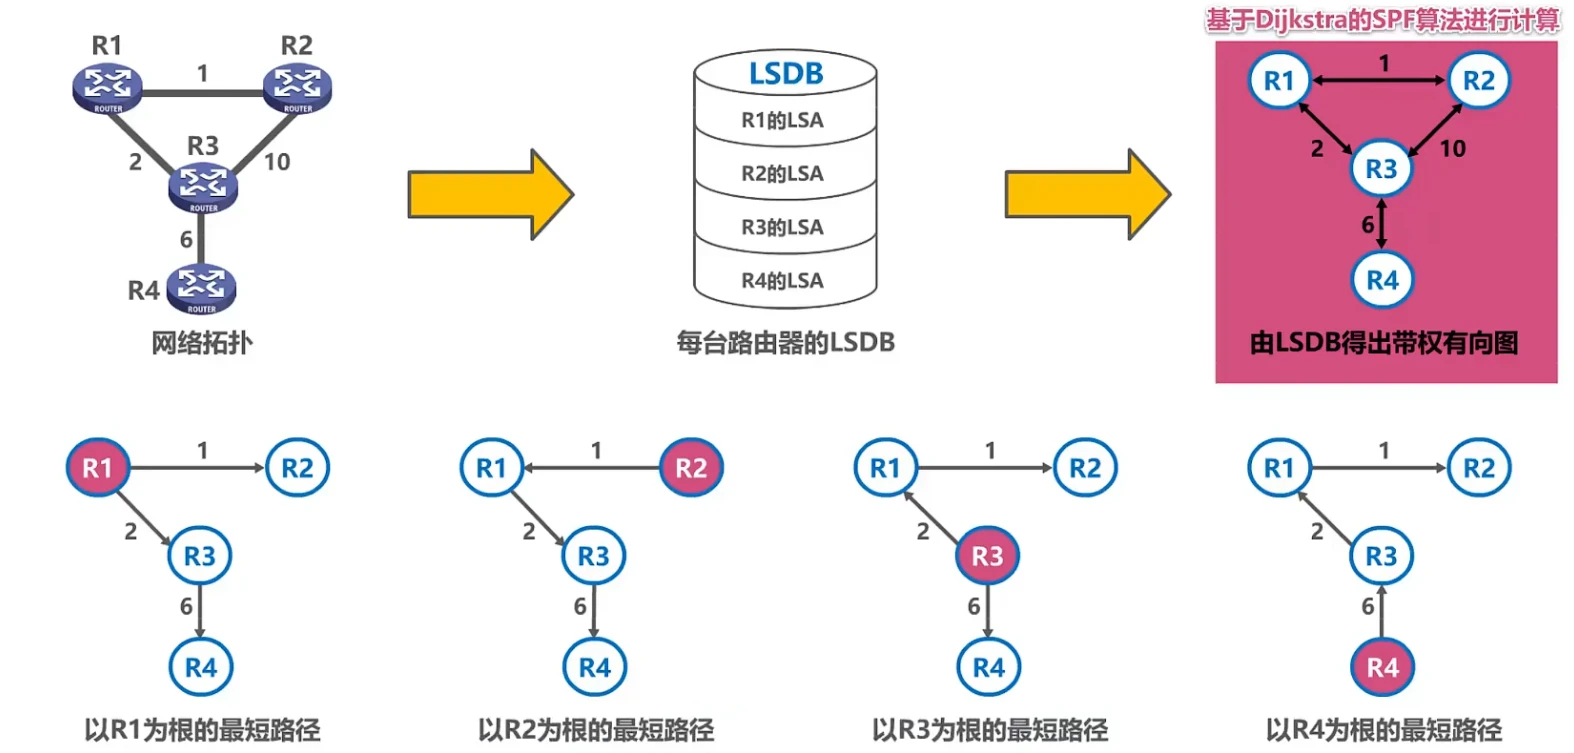 基于Dijkstra的SPF算法进行计算
R1
R2
1
ROUTER
ROUTER
R3
2
10
ROUTER
6
R4
ROUTER
网络拓扑
LSDB
R1的LSA
R2的LSA
R3的LSA
R4的LSA
每台路由器的LSDB
R1
1
R2
2
10
R3
6
R4
由LSDB得出带权有向图
R1
1
R2
2
R3
6
R4
以R1为根的最短路径
R1
1
R2
2
R3
6
R4
以R2为根的最短路径
R1
1
R2
2
R3
6
R4
以R3为根的最短路径
R1
1
R2
2
R3
6
R4
以R4为根的最短路径